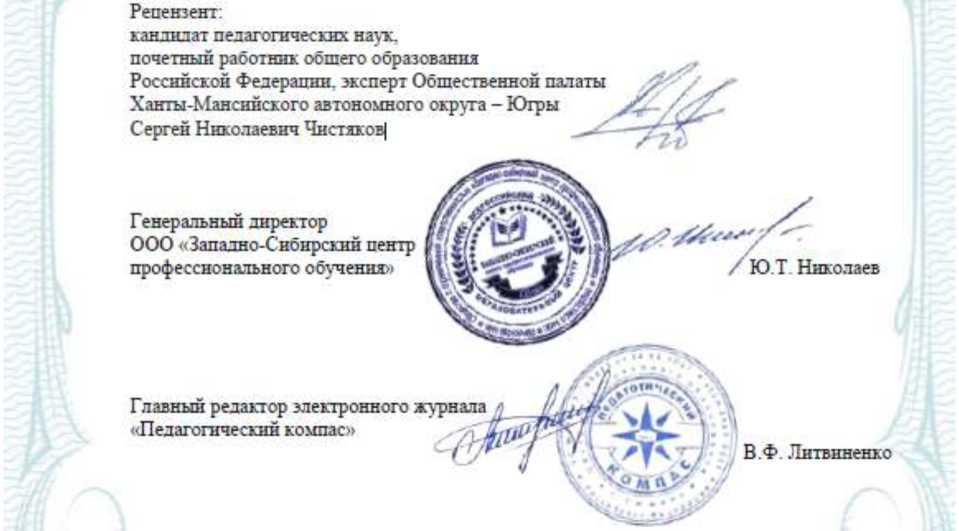 Рецензент:
кандидат педагогических наук,
почетный работник общего образования
Российской Федерации, эксперт Общественной палаты
Ханты-Мансийского автономного округа – Югры
Сергей Николаевич Чистяков
Генеральный директор
ООО «Западно-Сибирский центр
профессионального обучения»
ОБРАЗОВАТЕЛЬНЫЙ ЦЕНТР
Ю.Т. Николаев
Главный редактор электронного журнала
«Педагогический компас»
ПЕДАГОГИЧЕСКИЙ
КОМПАС
В.Ф. Литвиненко